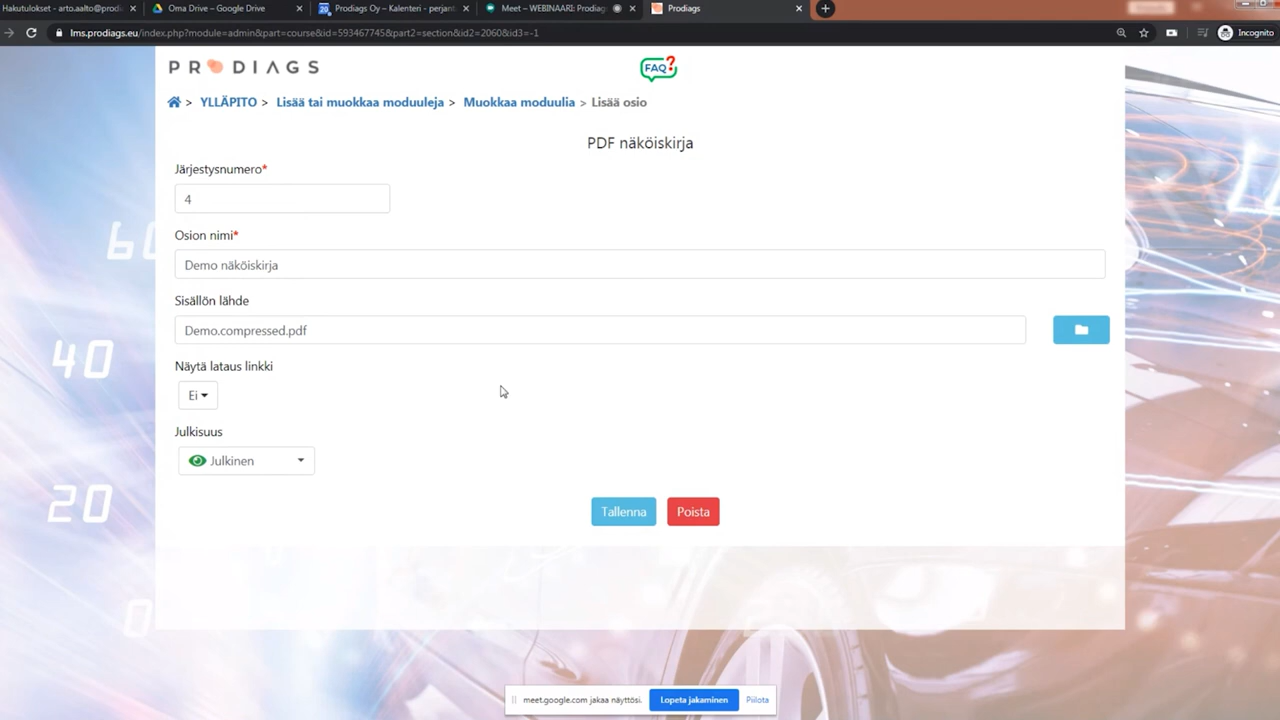 Hakutulokset - arto.aalto@prodi
Oma Drive – Google Drive
Prodiags Oy – Kalenteri - perjant
Meet – WEBINAARI: Prodiags
Prodiags
lms.prodiags.eu/index.php?module=admin&part=course&id=593467745&part2=section&id2=2060&id3=-1
Incognito
PRODIAGS
FAQ?
> YLLÄPITO > Lisää tai muokkaa moduuleja > Muokkaa moduulia > Lisää osio
PDF näköiskirja
Järjestysnumero*
4
Osion nimi*
Demo näköiskirja
Sisällön lähde
Demo.compressed.pdf
Näytä lataus linkki
Ei
Julkisuus
Julkinen
Tallenna
Poista
60
40
20
0
meet.google.com jakaa näyttösi.
Lopeta jakaminen
Piilota